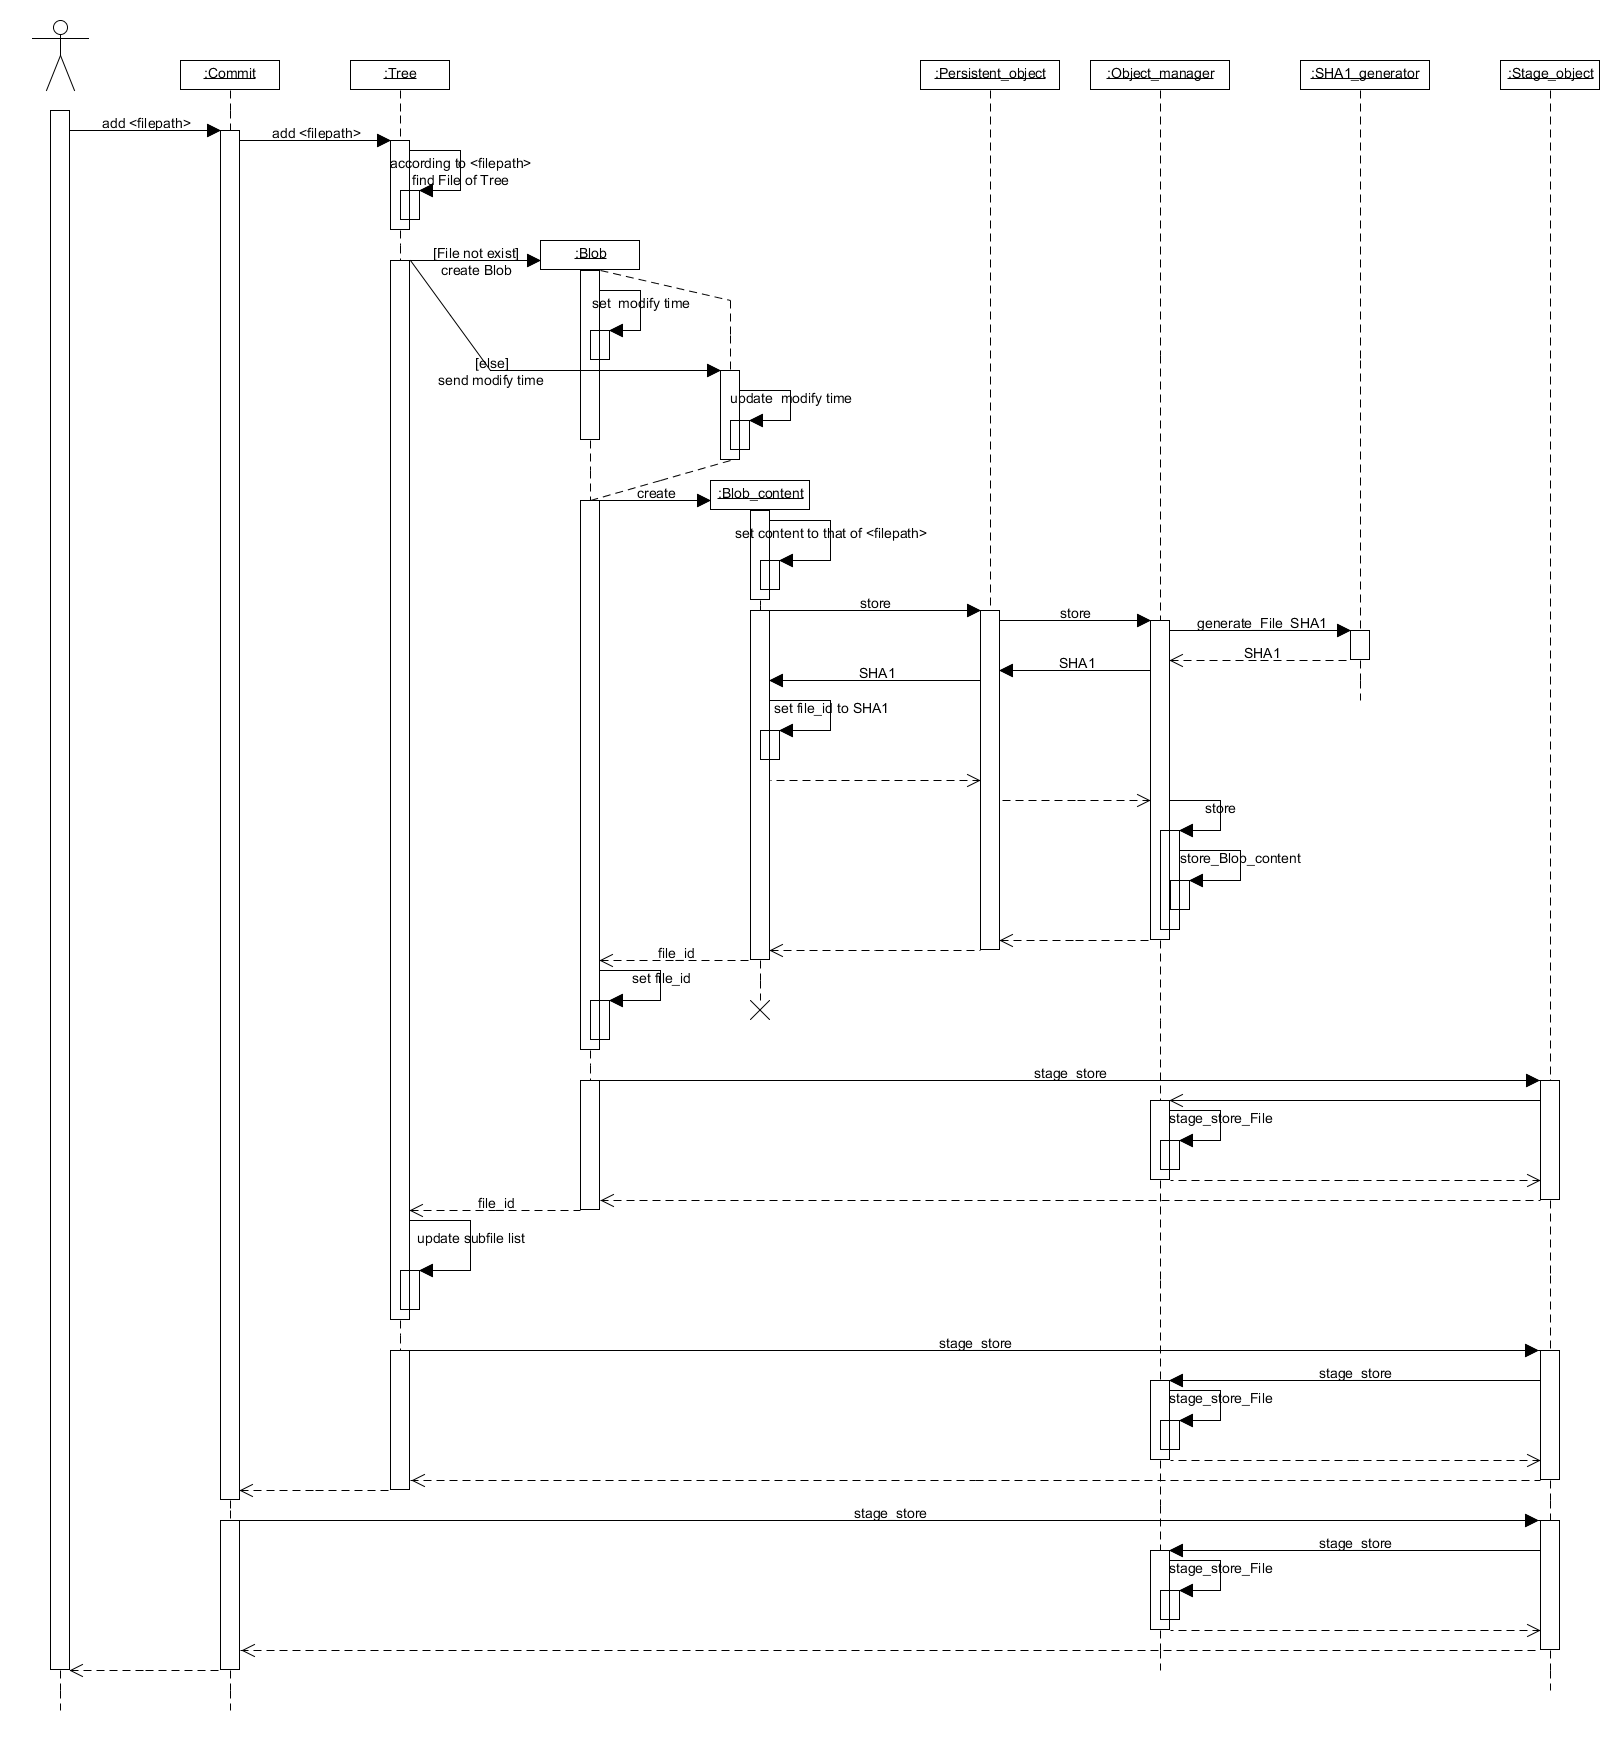 :Commit
:Tree
:Persistent_object
:Object_manager
:SHA1_generator
:Stage_object
add <filepath>
add <filepath>
according to <filepath>
find File of Tree
[File not exist]
create Blob
:Blob
set modify time
[else]
send modify time
update modify time
create
:Blob_content
set content to that of <filepath>
store
store
generate_File_SHA1
SHA1
SHA1
SHA1
set file_id to SHA1
store
store_Blob_content
file_id
set file_id
stage_store
stage_store_File
file_id
update subfile list
stage_store
stage_store
stage_store_File
stage_store
stage_store
stage_store_File